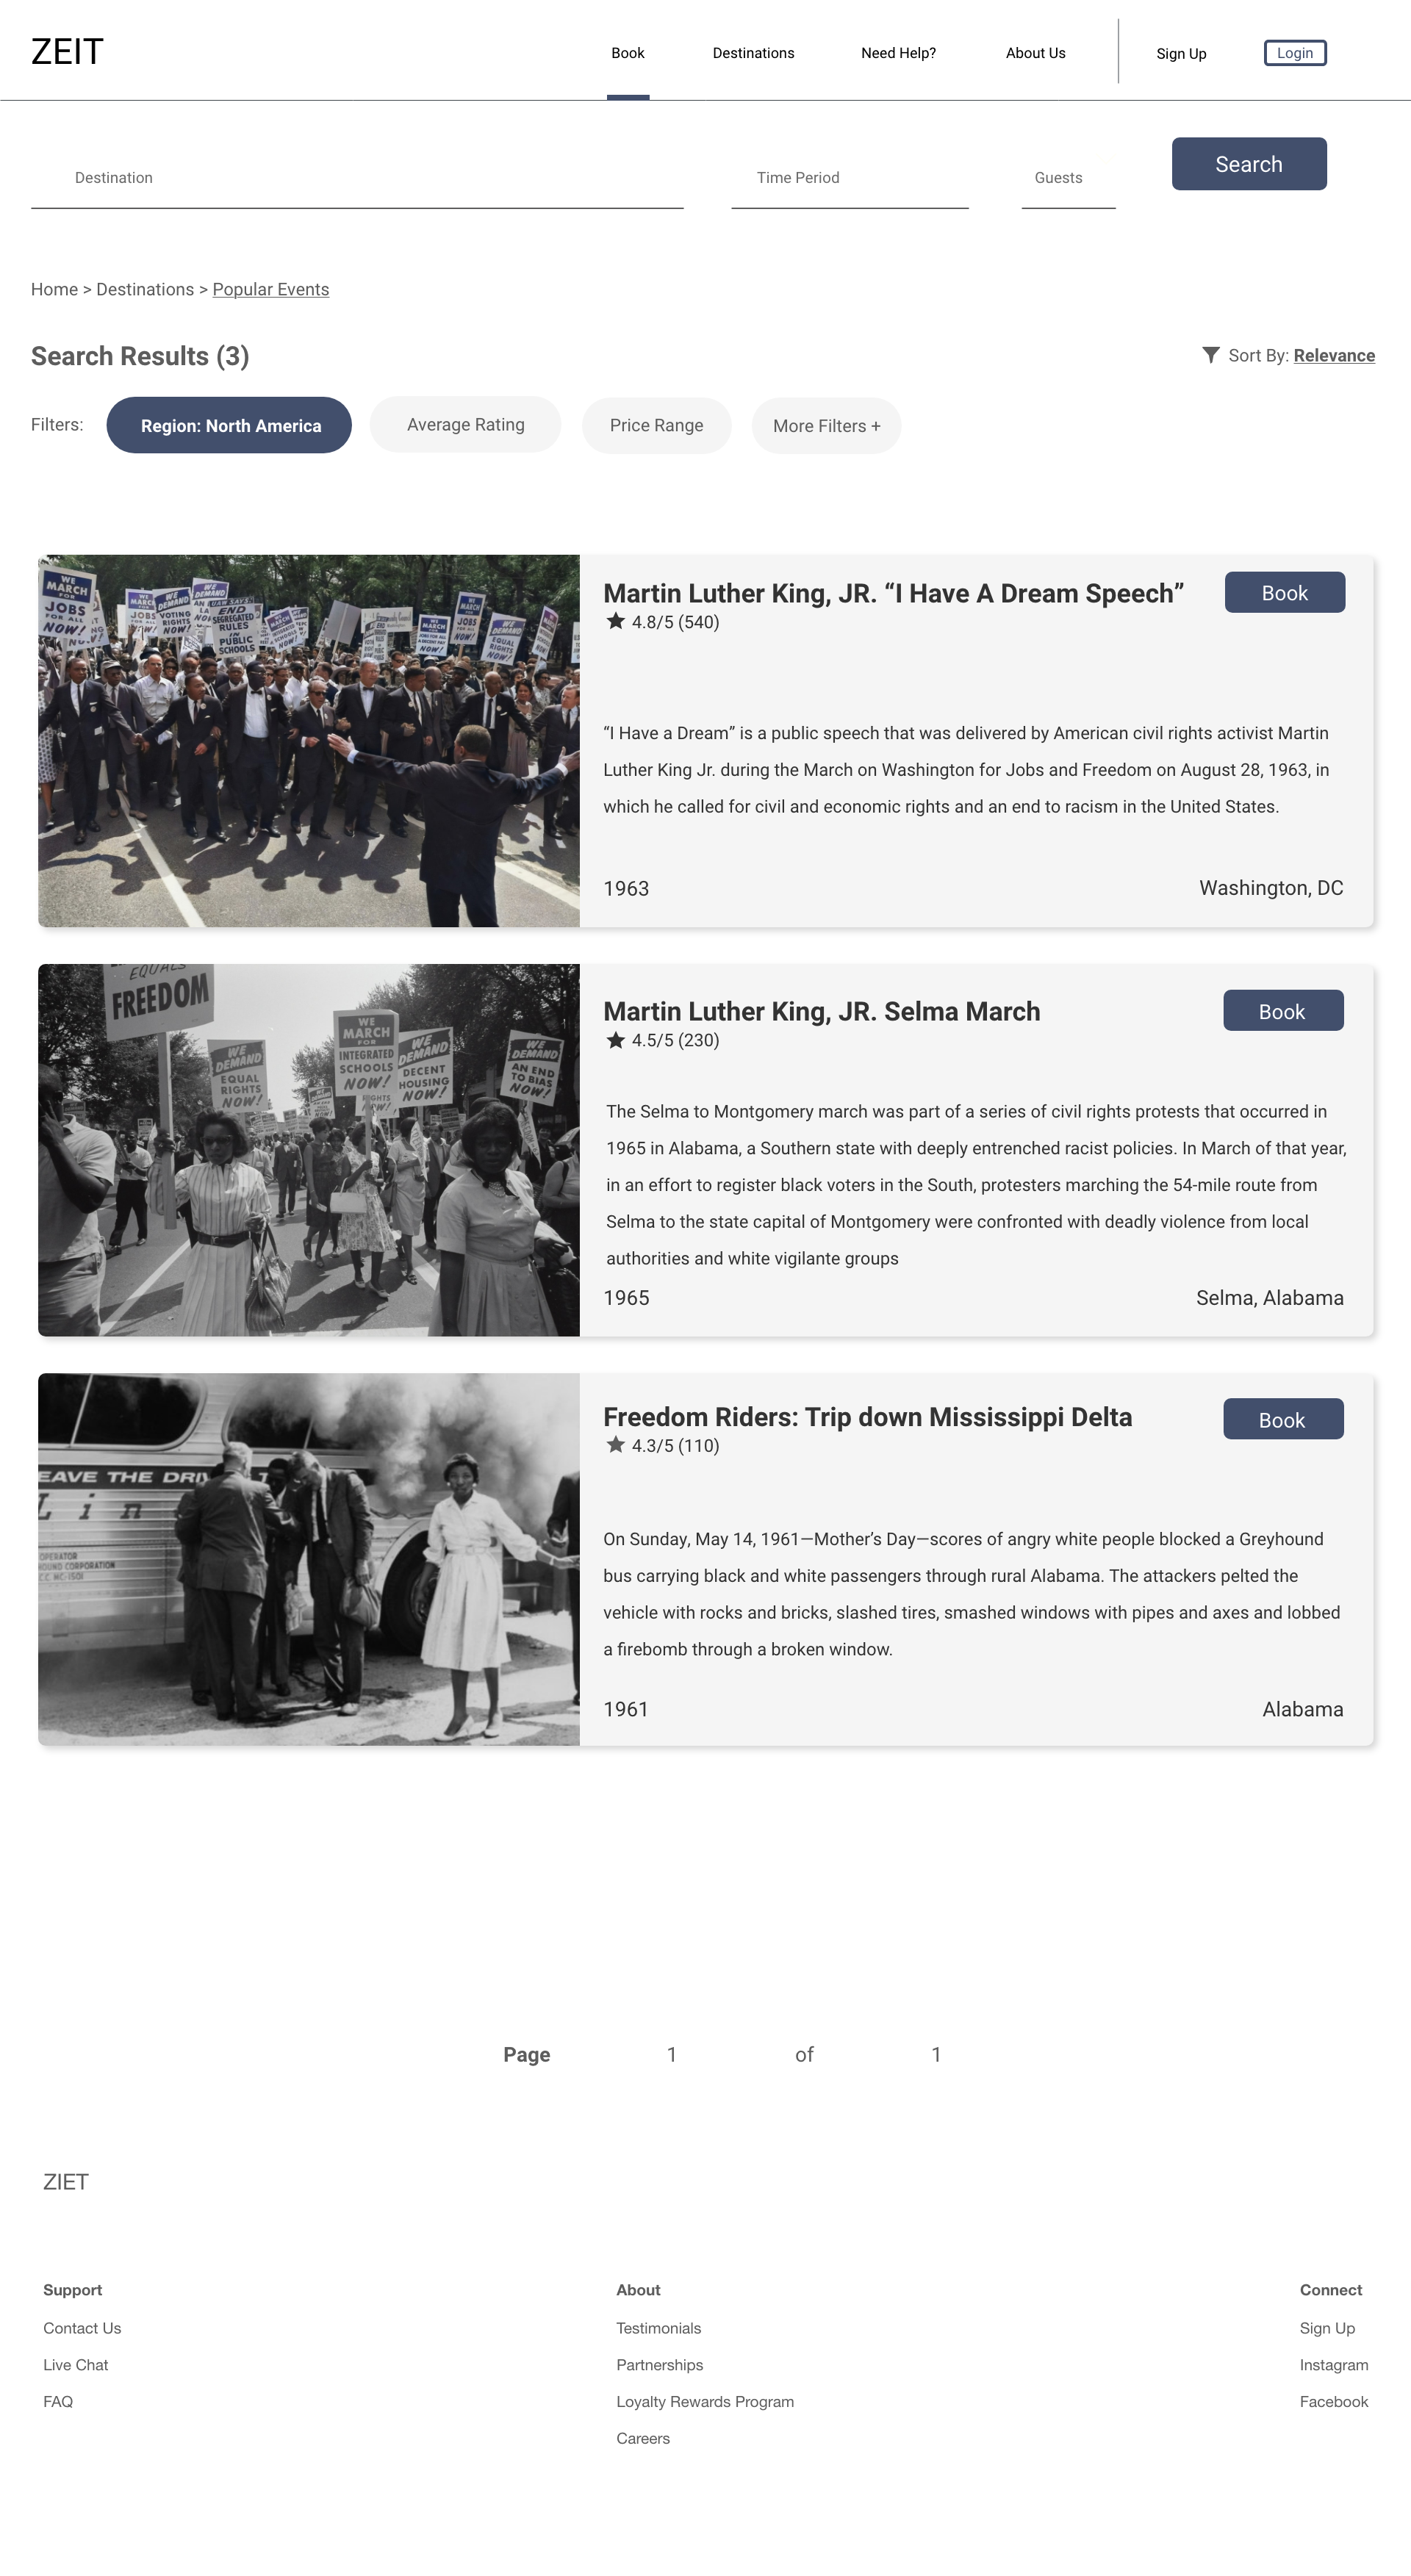 ZEIT
Book
Destinations
Need Help?
About Us
Sign Up
Login
Destination
Time Period
Guests
Search
Home > Destinations > Popular Events
Search Results (3)
Sort By: Relevance
Filters:
Region: North America
Average Rating
Price Range
More Filters +
WE
MARCH
FOR
JOBS
FOR ALL
NOW!
WE
DEMAND
VOTING
RIGHTS
NOW!
UAW SAYS
END
SEGREGATED
RULES
IN
PUBLIC
SCHOOLS
WE
MARCH
FOR
JOBS
NOW!
WE
DEMAND
EQUAL
RIGHTS
NOW!
Martin Luther King, JR. “I Have A Dream Speech”
Book
4.8/5 (540)
“I Have a Dream” is a public speech that was delivered by American civil rights activist Martin
Luther King Jr. during the March on Washington for Jobs and Freedom on August 28, 1963, in
which he called for civil and economic rights and an end to racism in the United States.
1963
Washington, DC
EQUALS
FREEDOM
WE
DEMAND
EQUAL
RIGHTS
NOW!
WE
MARCH
FOR
INTEGRATED
SCHOOLS
NOW!
WE
DEMAND
DECENT
HOUSING
NOW!
WE
DEMAND
AN END
TO BIAS
NOW!
Martin Luther King, JR. Selma March
Book
4.5/5 (230)
The Selma to Montgomery march was part of a series of civil rights protests that occurred in
1965 in Alabama, a Southern state with deeply entrenched racist policies. In March of that year,
in an effort to register black voters in the South, protesters marching the 54-mile route from
Selma to the state capital of Montgomery were confronted with deadly violence from local
authorities and white vigilante groups
1965
Selma, Alabama
EAVE THE DRIV
Lin
OPERATOR
OUND CORPORATION
Freedom Riders: Trip down Mississippi Delta
Book
4.3/5 (110)
On Sunday, May 14, 1961—Mother’s Day—scores of angry white people blocked a Greyhound
bus carrying black and white passengers through rural Alabama. The attackers pelted the
vehicle with rocks and bricks, slashed tires, smashed windows with pipes and axes and lobbed
a firebomb through a broken window.
1961
Alabama
Page 1 of 1
ZIET
Support
Contact Us
Live Chat
FAQ
About
Testimonials
Partnerships
Loyalty Rewards Program
Careers
Connect
Sign Up
Instagram
Facebook